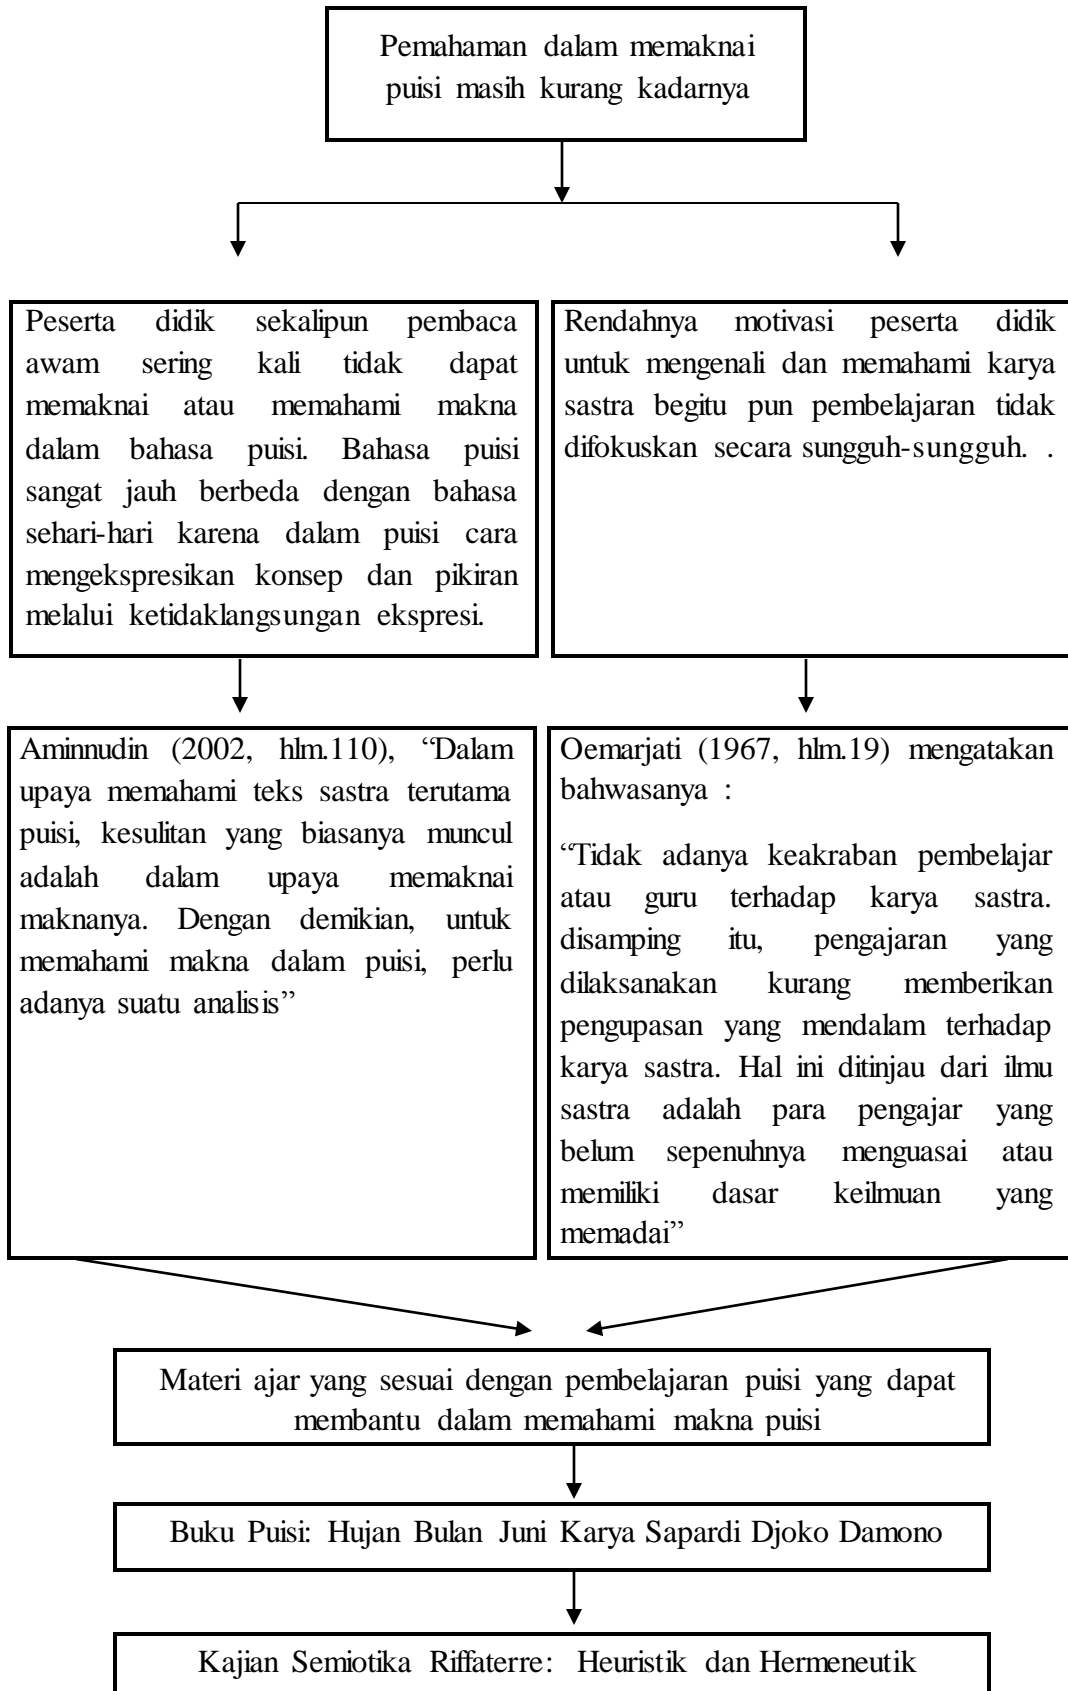 Pemahaman dalam memaknai
puisi masih kurang kadarnya
Peserta didik sekalipun pembaca
awam sering kali tidak dapat
memaknai atau memahami makna
dalam bahasa puisi. Bahasa puisi
sangat jauh berbeda dengan bahasa
sehari-hari karena dalam puisi cara
mengekspresikan konsep dan pikiran
melalui ketidaklangsungan ekspresi.
Rendahnya motivasi peserta didik
untuk mengenali dan memahami karya
sastra begitu pun pembelajaran tidak
difokuskan secara sungguh-sungguh. .
Aminnudin (2002, hlm.110), “Dalam
upaya memahami teks sastra terutama
puisi, kesulitan yang biasanya muncul
adalah dalam upaya memaknai
maknanya. Dengan demikian, untuk
memahami makna dalam puisi, perlu
adanya suatu analisis”
Oemarjati (1967, hlm.19) mengatakan
bahwasanya :
“Tidak adanya keakraban pembelajar
atau guru terhadap karya sastra.
disamping itu, pengajaran yang
dilaksanakan kurang memberikan
pengupasan yang mendalam terhadap
karya sastra. Hal ini ditinjau dari ilmu
sastra adalah para pengajar yang
belum sepenuhnya menguasai atau
memiliki dasar keilmuan yang
memadai”
Materi ajar yang sesuai dengan pembelajaran puisi yang dapat
membantu dalam memahami makna puisi
Buku Puisi: Hujan Bulan Juni Karya Sapardi Djoko Damono
Kajian Semiotika Riffaterre: Heuristik dan Hermeneutik